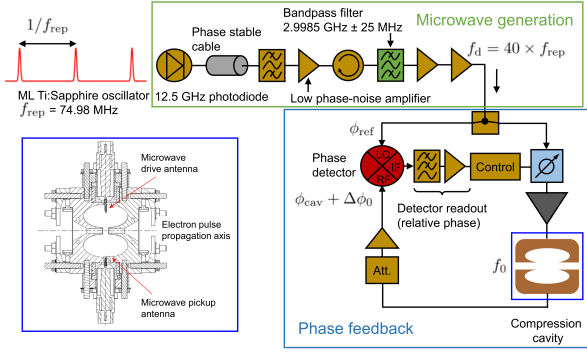 1/f_rep
ML Ti:Sapphire oscillator
f_rep = 74.98 MHz
Microwave generation
Phase stable
cable
Bandpass filter
2.9985 GHz ± 25 MHz
f_d = 40 × f_rep
12.5 GHz photodiode
Low phase-noise amplifier
ϕ_ref
Phase
detector
LO
IF
RF
Control
ϕ_cav + Δϕ_0
Detector readout
(relative phase)
Att.
f_0
Phase feedback
Compression
cavity
Microwave
drive antenna
Electron pulse
propagation axis
Microwave pickup
antenna